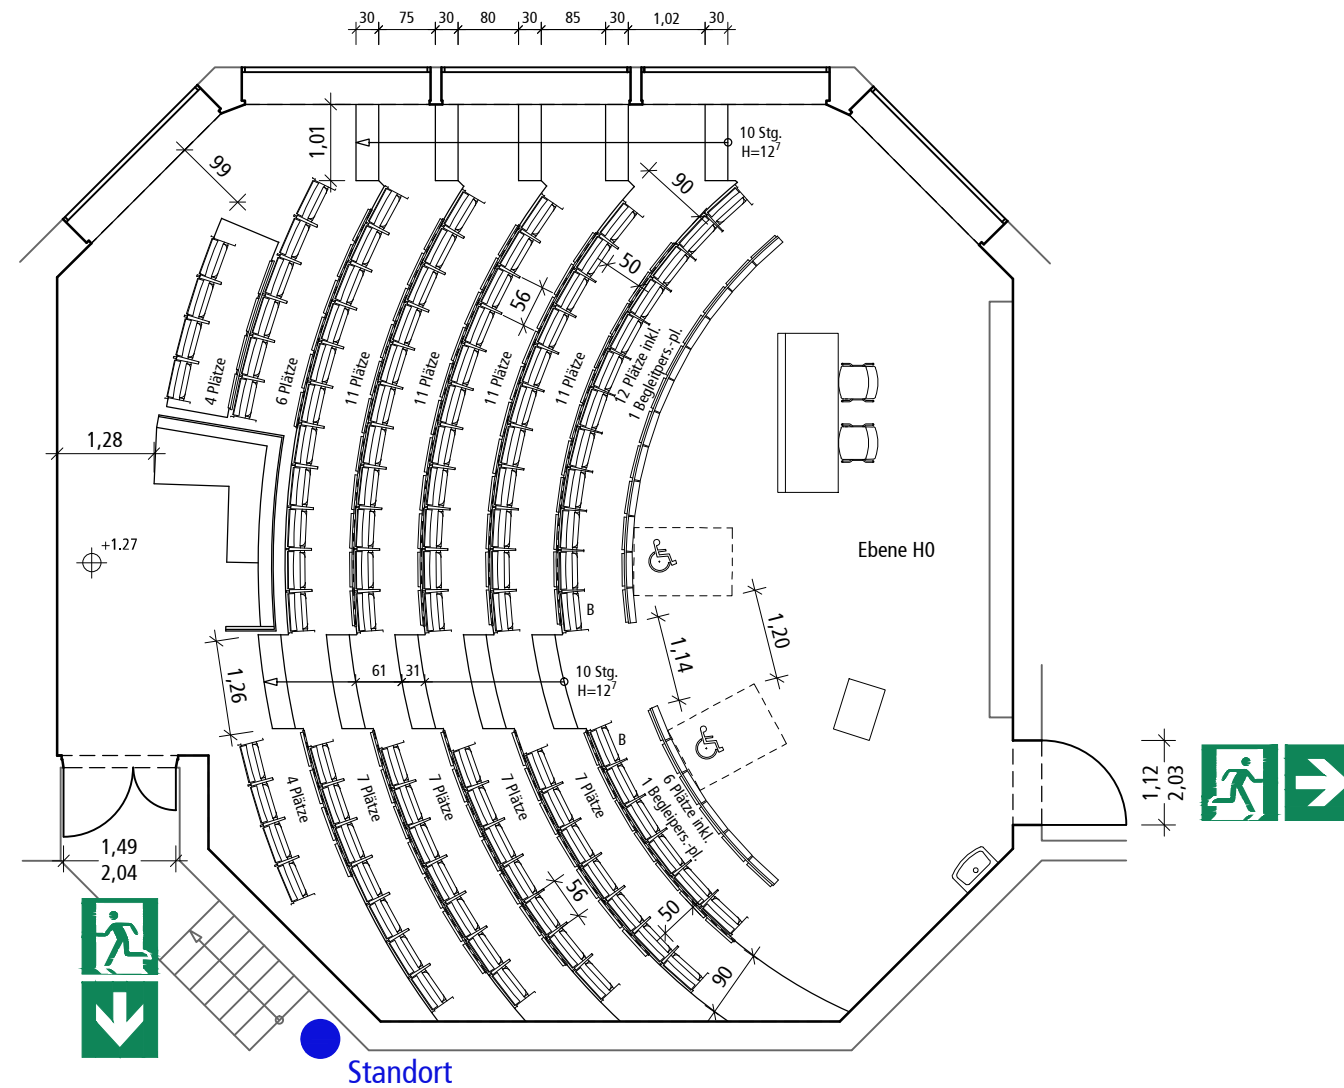 30 75 30 80 30 85 30 1,02 30
1,01
10 Stg.
H=12⁷
99
90
50
56
4 Plätze
6 Plätze
11 Plätze
11 Plätze
11 Plätze
11 Plätze
12 Plätze inkl.
1 Begleitpers.-pl.
1,28
+1.27
Ebene H0
B
1,20
1,14
1,26
61 31
10 Stg.
H=12⁷
B
4 Plätze
7 Plätze
7 Plätze
7 Plätze
7 Plätze
6 Plätze inkl.
1 Begleipers.-pl.
1,12
2,03
1,49
2,04
56
50
90
Standort